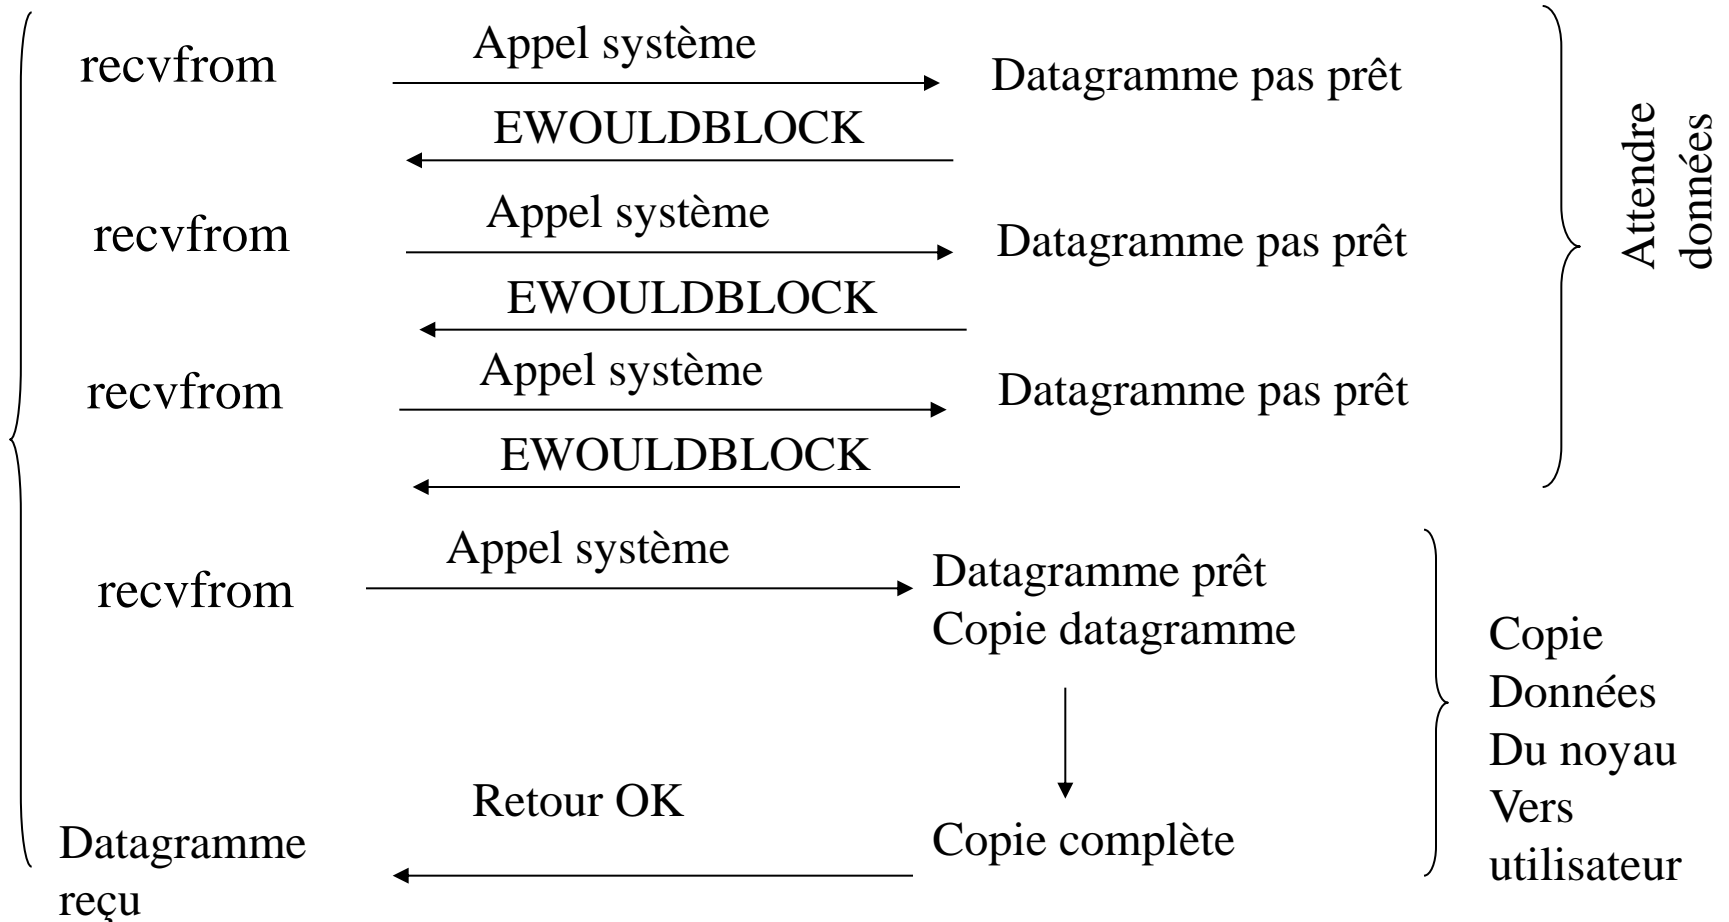 Appel système
recvfrom
Datagramme pas prêt
EWOULDBLOCK
Attendre
données
Appel système
recvfrom
Datagramme pas prêt
EWOULDBLOCK
Appel système
recvfrom
Datagramme pas prêt
EWOULDBLOCK
Appel système
recvfrom
Datagramme prêt
Copie datagramme
Copie
Données
Du noyau
Vers
utilisateur
Retour OK
Copie complète
Datagramme
reçu